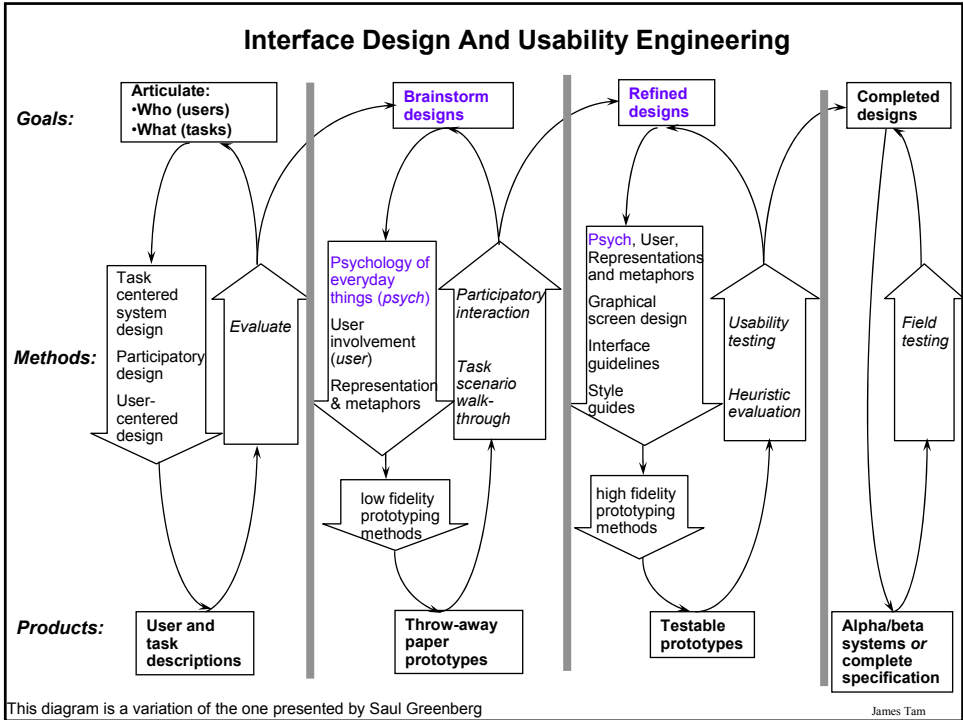 Interface Design And Usability Engineering
Goals:
Articulate:
•Who (users)
•What (tasks)
Brainstorm
designs
Refined
designs
Completed
designs
Methods:
Task
centered
system
design
Participatory
design
User-
centered
design
Evaluate
Psychology of
everyday
things (psych)
User
involvement
(user)
Representation
& metaphors
low fidelity
prototyping
methods
Participatory
interaction
Task
scenario
walk-
through
Psych, User,
Representations
and metaphors
Graphical
screen design
Interface
guidelines
Style
guides
high fidelity
prototyping
methods
Usability
testing
Heuristic
evaluation
Field
testing
Products:
User and
task
descriptions
Throw-away
paper
prototypes
Testable
prototypes
Alpha/beta
systems or
complete
specification
This diagram is a variation of the one presented by Saul Greenberg
James Tam